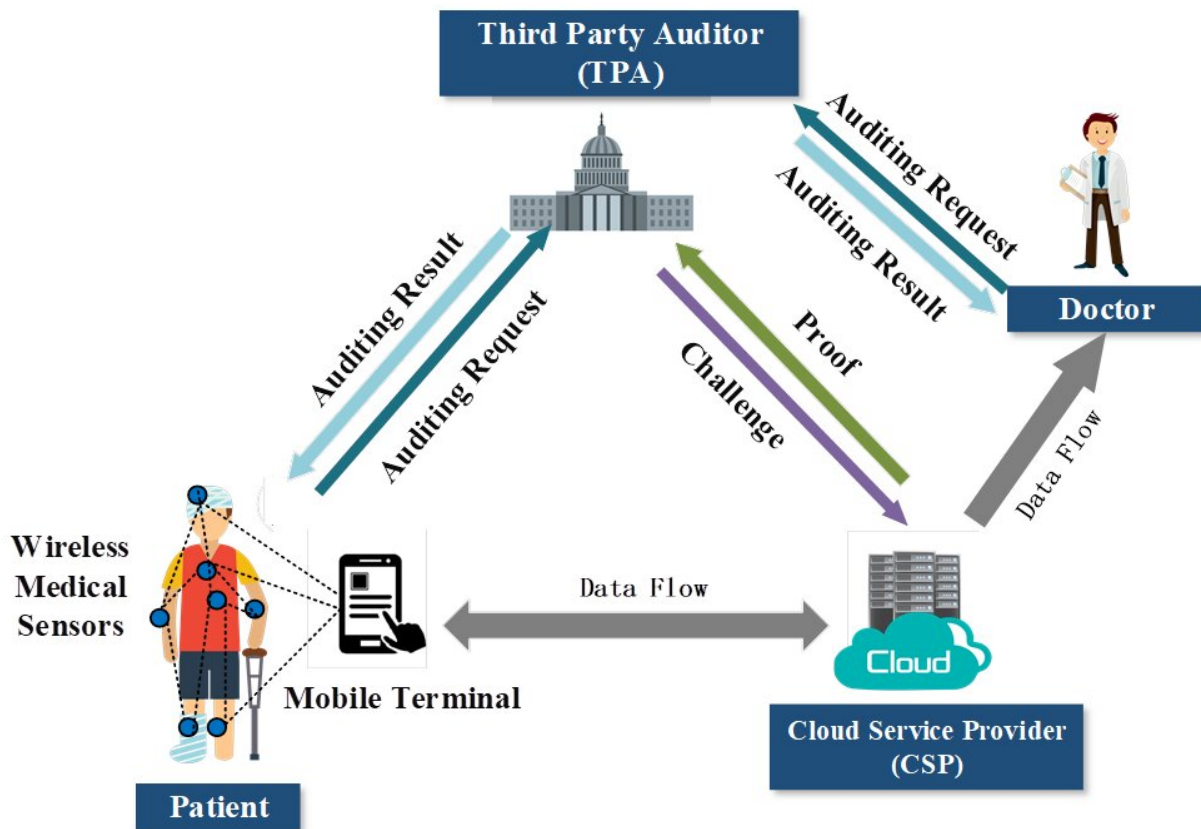 Third Party Auditor
(TPA)
Auditing Request
Auditing Result
Doctor
Auditing Result
Auditing Request
Proof
Challenge
Data Flow
Wireless
Medical
Sensors
Data Flow
Cloud
Mobile Terminal
Cloud Service Provider
(CSP)
Patient